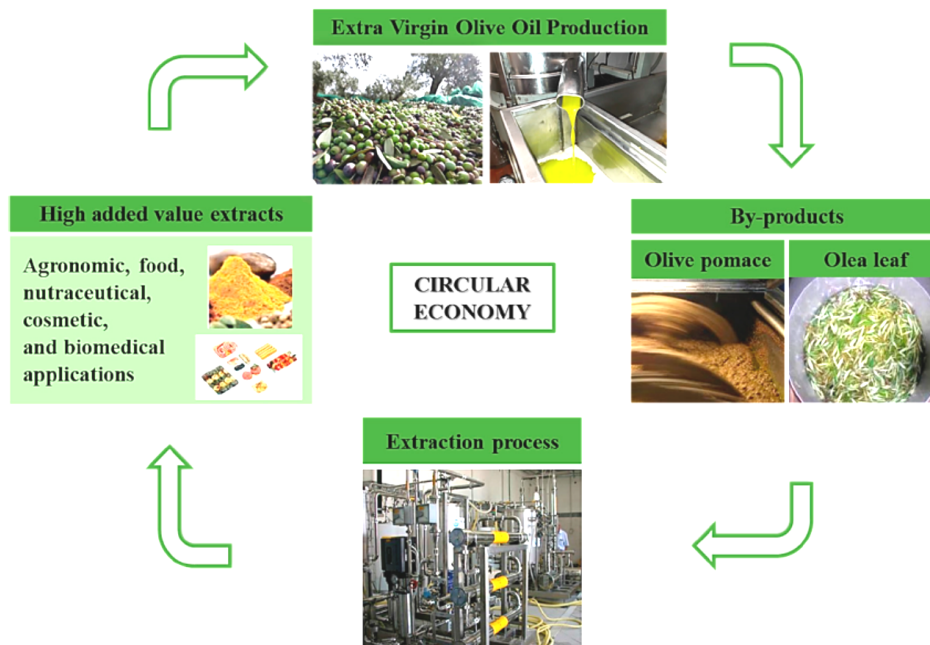 Extra Virgin Olive Oil Production
High added value extracts
Agronomic, food,
nutraceutical,
cosmetic,
and biomedical
applications
CIRCULAR
ECONOMY
By-products
Olive pomace
Olea leaf
Extraction process